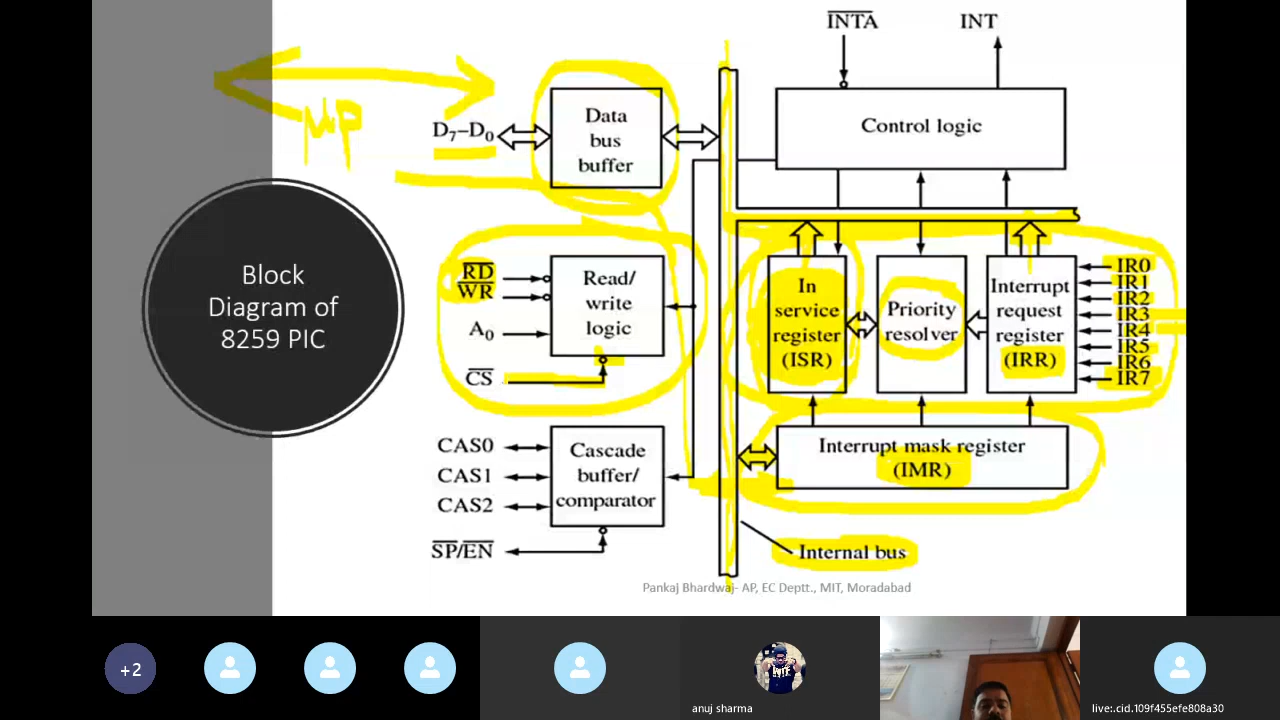 INTA
INT
μP
D7–D0
Data
bus
buffer
Control logic
Block
Diagram of
8259 PIC
RD
WR
A0
CS
Read/
write
logic
In
service
register
(ISR)
Priority
resolver
Interrupt
request
register
(IRR)
IR0
IR1
IR2
IR3
IR4
IR5
IR6
IR7
CAS0
CAS1
CAS2
SP/EN
Cascade
buffer/
comparator
Interrupt mask register
(IMR)
Internal bus
Pankaj Bhardwaj- AP, EC Deptt., MIT, Moradabad
+2
anuj sharma
live:.cid.109f455efe808a30